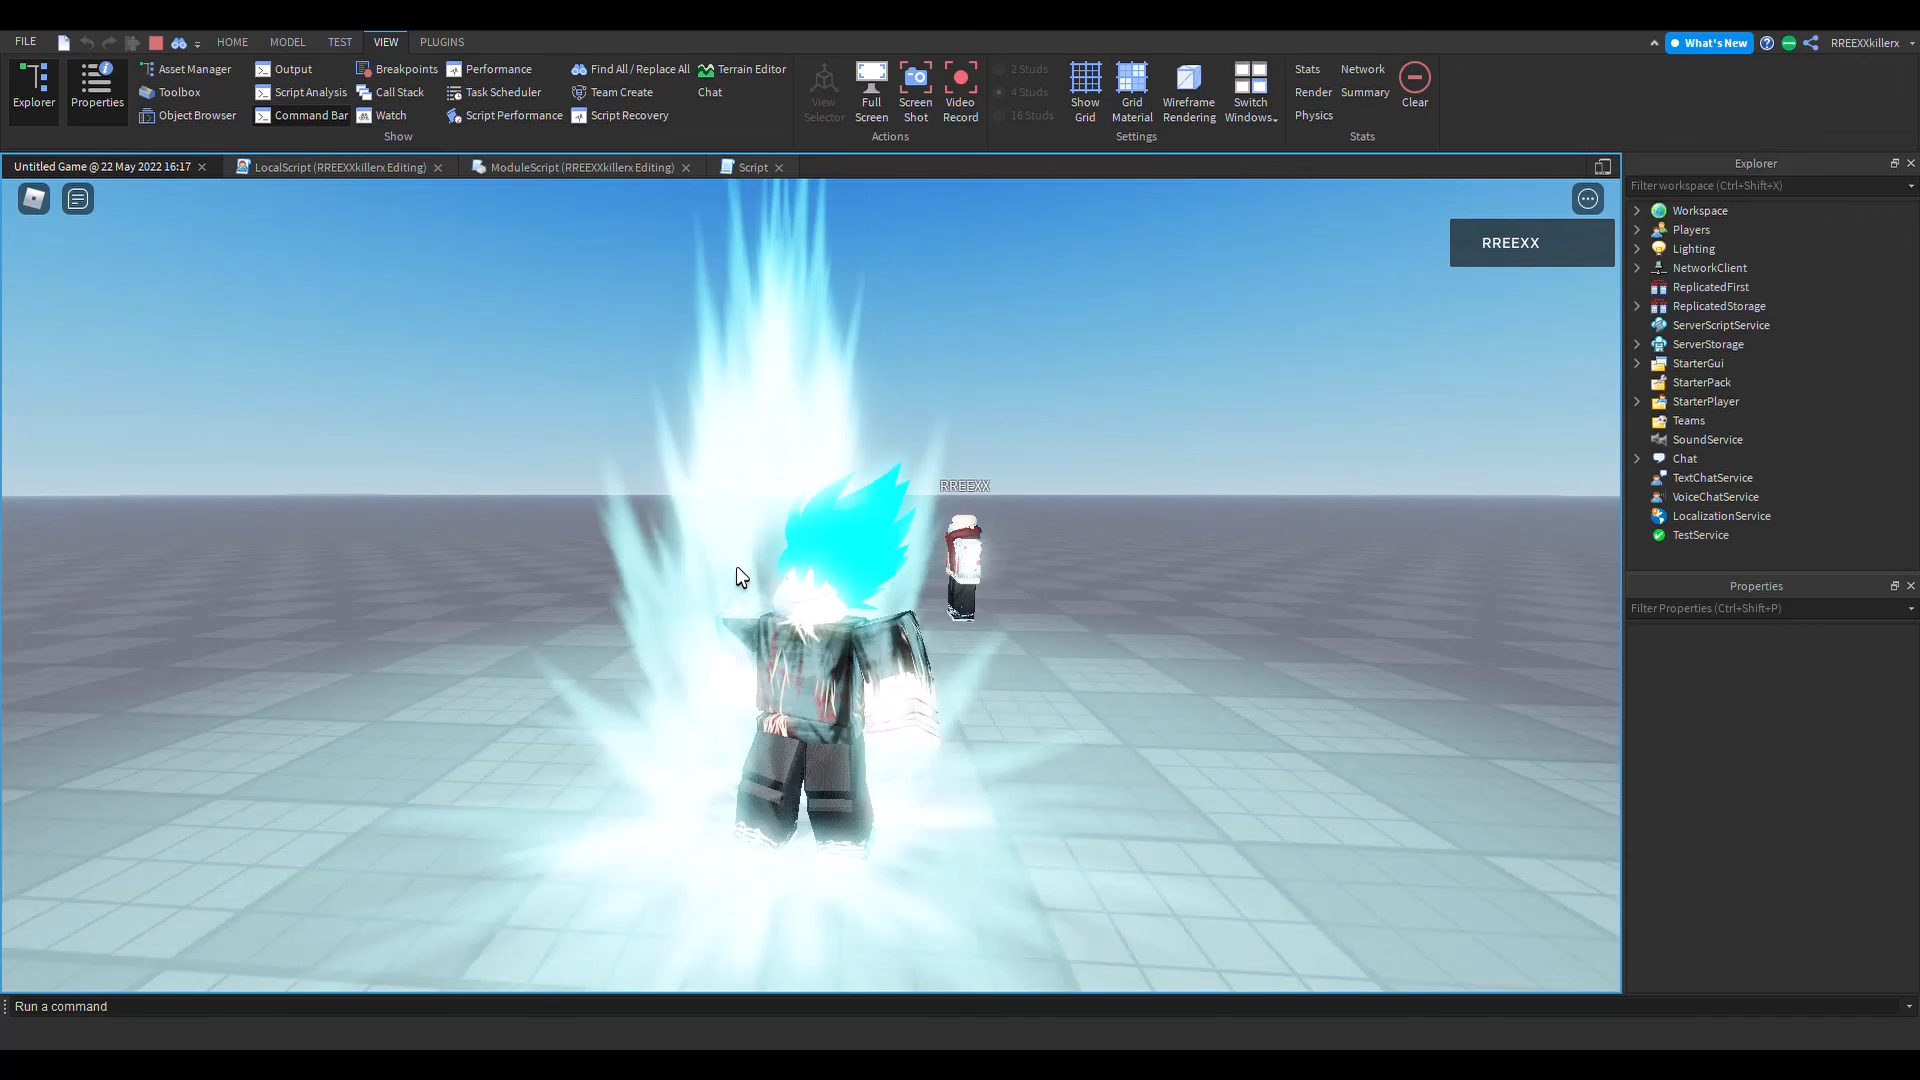 FILE HOME MODEL TEST VIEW PLUGINS What's New RREEXXkillerx
Asset Manager Output Breakpoints Performance Find All / Replace All Terrain Editor 2 Studs Stats Network
Toolbox Script Analysis Call Stack Task Scheduler Team Create Chat 4 Studs Render Summary
Explorer Properties View Selector Full Screen Screen Shot Video Record Show Grid Grid Material Wireframe Rendering Switch Windows Clear
Object Browser Command Bar Watch Script Performance Script Recovery 16 Studs Physics
Show Actions Settings Stats
Untitled Game @ 22 May 2022 16:17 LocalScript (RREEXXkillerx Editing) ModuleScript (RREEXXkillerx Editing) Script
RREEXX
RREEXX
Explorer
Filter workspace (Ctrl+Shift+X)
Workspace
Players
Lighting
NetworkClient
ReplicatedFirst
ReplicatedStorage
ServerScriptService
ServerStorage
StarterGui
StarterPack
StarterPlayer
Teams
SoundService
Chat
TextChatService
VoiceChatService
LocalizationService
TestService
Properties
Filter Properties (Ctrl+Shift+P)
Run a command